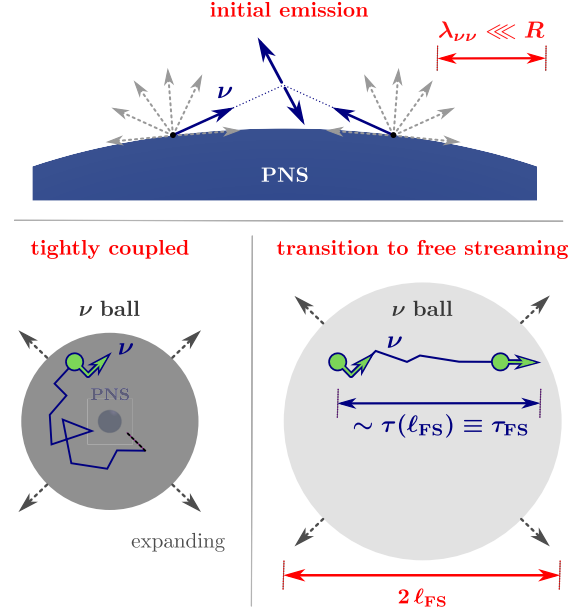 initial emission
λνν ⋘ R
ν
PNS
tightly coupled
ν ball
ν
PNS
expanding
transition to free streaming
ν ball
ν
∼ τ(ℓFS) ≡ τFS
2 ℓFS